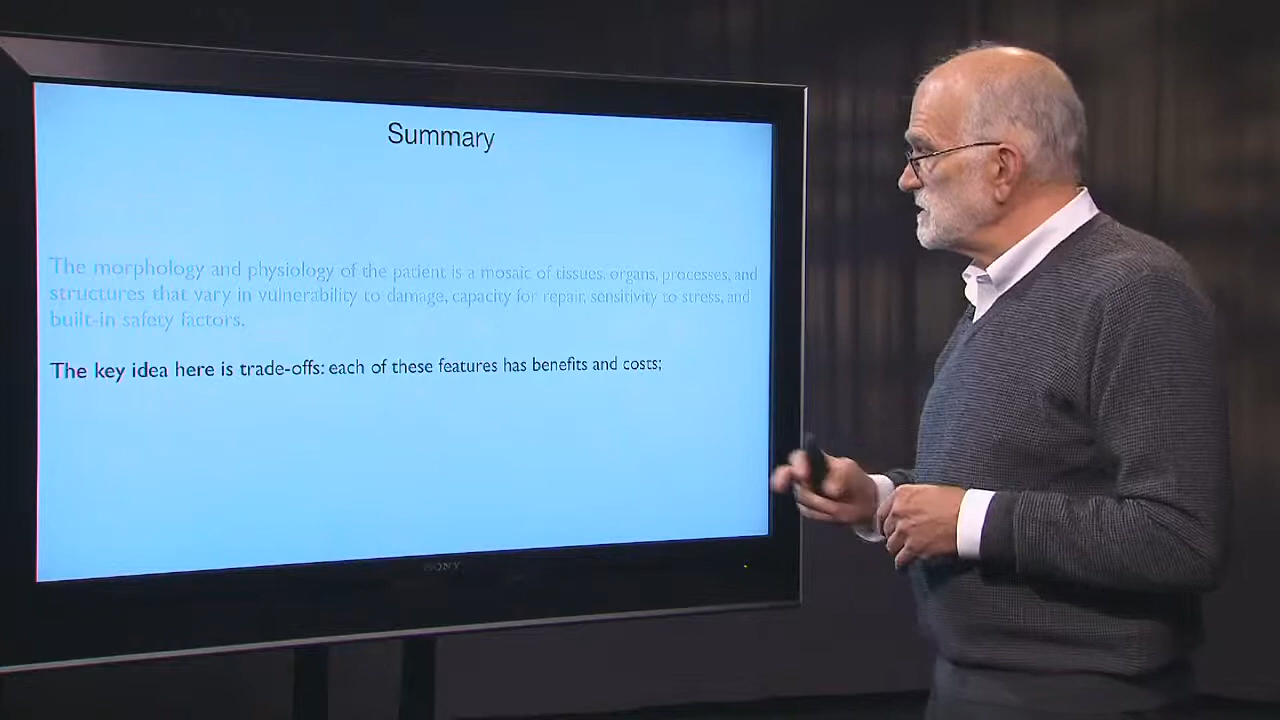 Summary
The morphology and physiology of the patient is a mosaic of tissues, organs, processes, and
structures that vary in vulnerability to damage, capacity for repair, sensitivity to stress, and
built-in safety factors.
The key idea here is trade-offs: each of these features has benefits and costs;
SONY